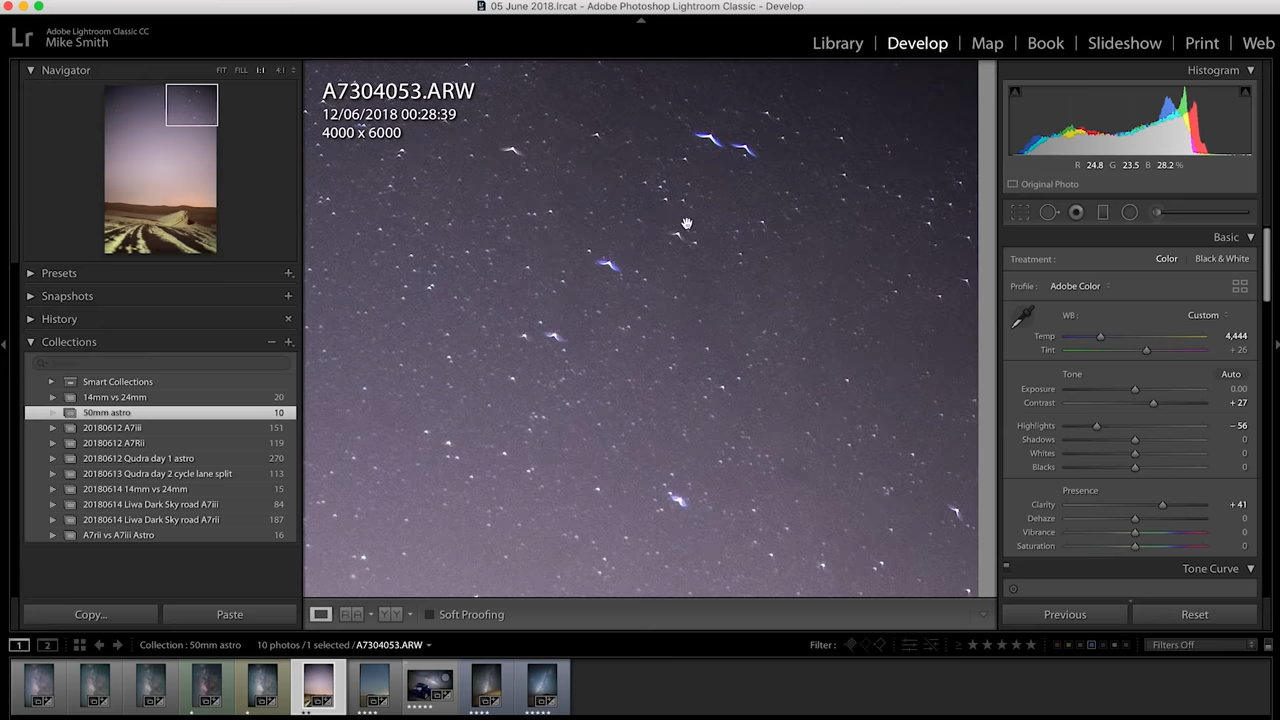 05 June 2018.lrcat - Adobe Photoshop Lightroom Classic - Develop
Lr
Adobe Lightroom Classic CC
Mike Smith
Library | Develop | Map | Book | Slideshow | Print | Web
Navigator FIT FILL 1:1 4:1
A7304053.ARW
12/06/2018 00:28:39
4000 x 6000
Presets
Snapshots
History
Collections
Smart Collections
14mm vs 24mm 20
50mm astro 10
20180612 A7iii 151
20180612 A7Rii 119
20180612 Qudra day 1 astro 270
20180613 Qudra day 2 cycle lane split 113
20180614 14mm vs 24mm 15
20180614 Liwa Dark Sky road A7iii 84
20180614 Liwa Dark Sky road A7rii 187
A7rii vs A7iii Astro 16
Copy... Paste
Soft Proofing
Histogram
R 24.8 G 23.5 B 28.2 %
Original Photo
Basic
Treatment: Color Black & White
Profile: Adobe Color
WB: Custom
Temp 4,444
Tint + 26
Tone Auto
Exposure 0.00
Contrast + 27
Highlights − 56
Shadows 0
Whites 0
Blacks 0
Presence
Clarity + 41
Dehaze 0
Vibrance 0
Saturation 0
Tone Curve
Previous Reset
1 2 Collection : 50mm astro 10 photos/1 selected/A7304053.ARW Filter : Filters Off